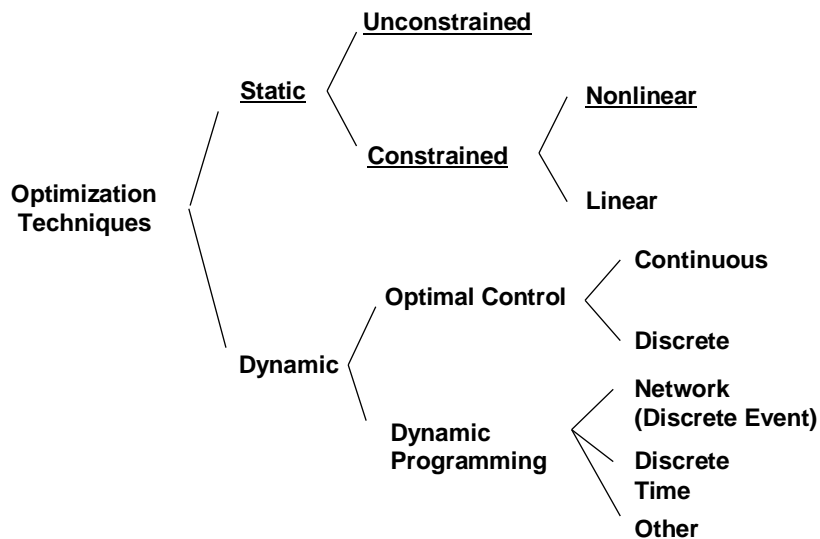 Unconstrained
Static
Nonlinear
Constrained
Optimization
Techniques
Linear
Continuous
Optimal Control
Discrete
Dynamic
Network
(Discrete Event)
Dynamic
Programming
Discrete
Time
Other